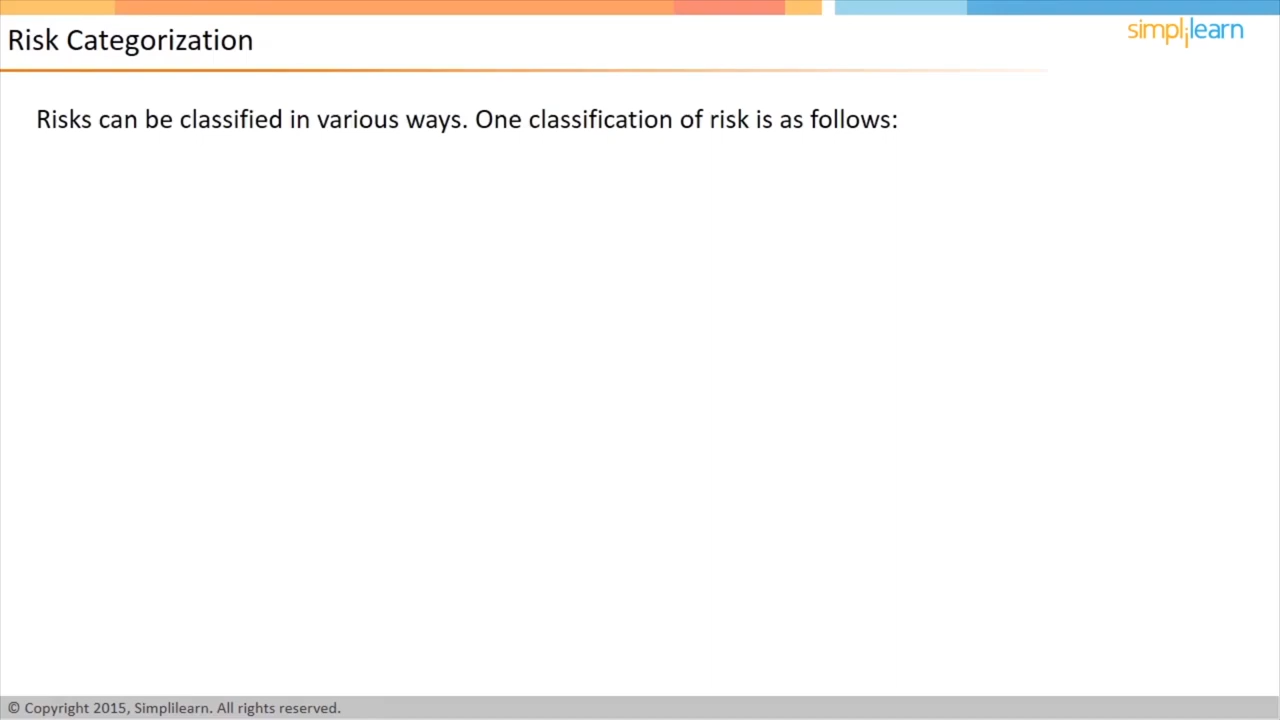 Risk Categorization
simplilearn
Risks can be classified in various ways. One classification of risk is as follows:
© Copyright 2015, Simplilearn. All rights reserved.